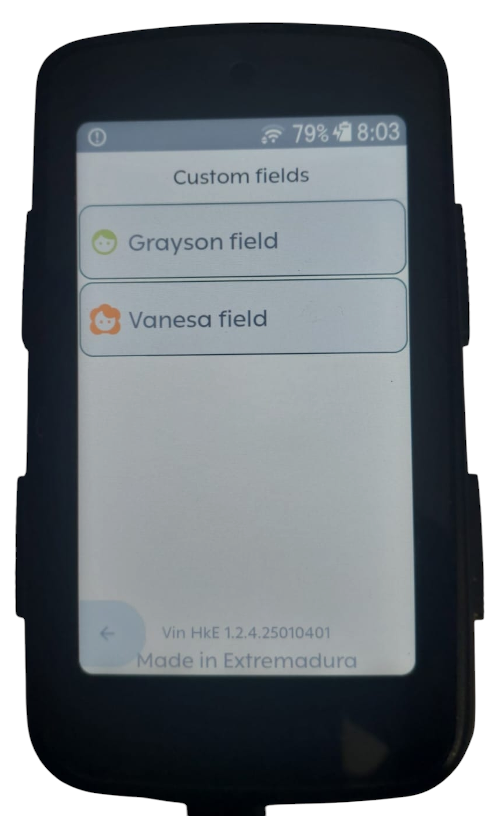 79% 8:03
Custom fields
Grayson field
Vanesa field
Vin HkE 1.2.4.25010401
Made in Extremadura